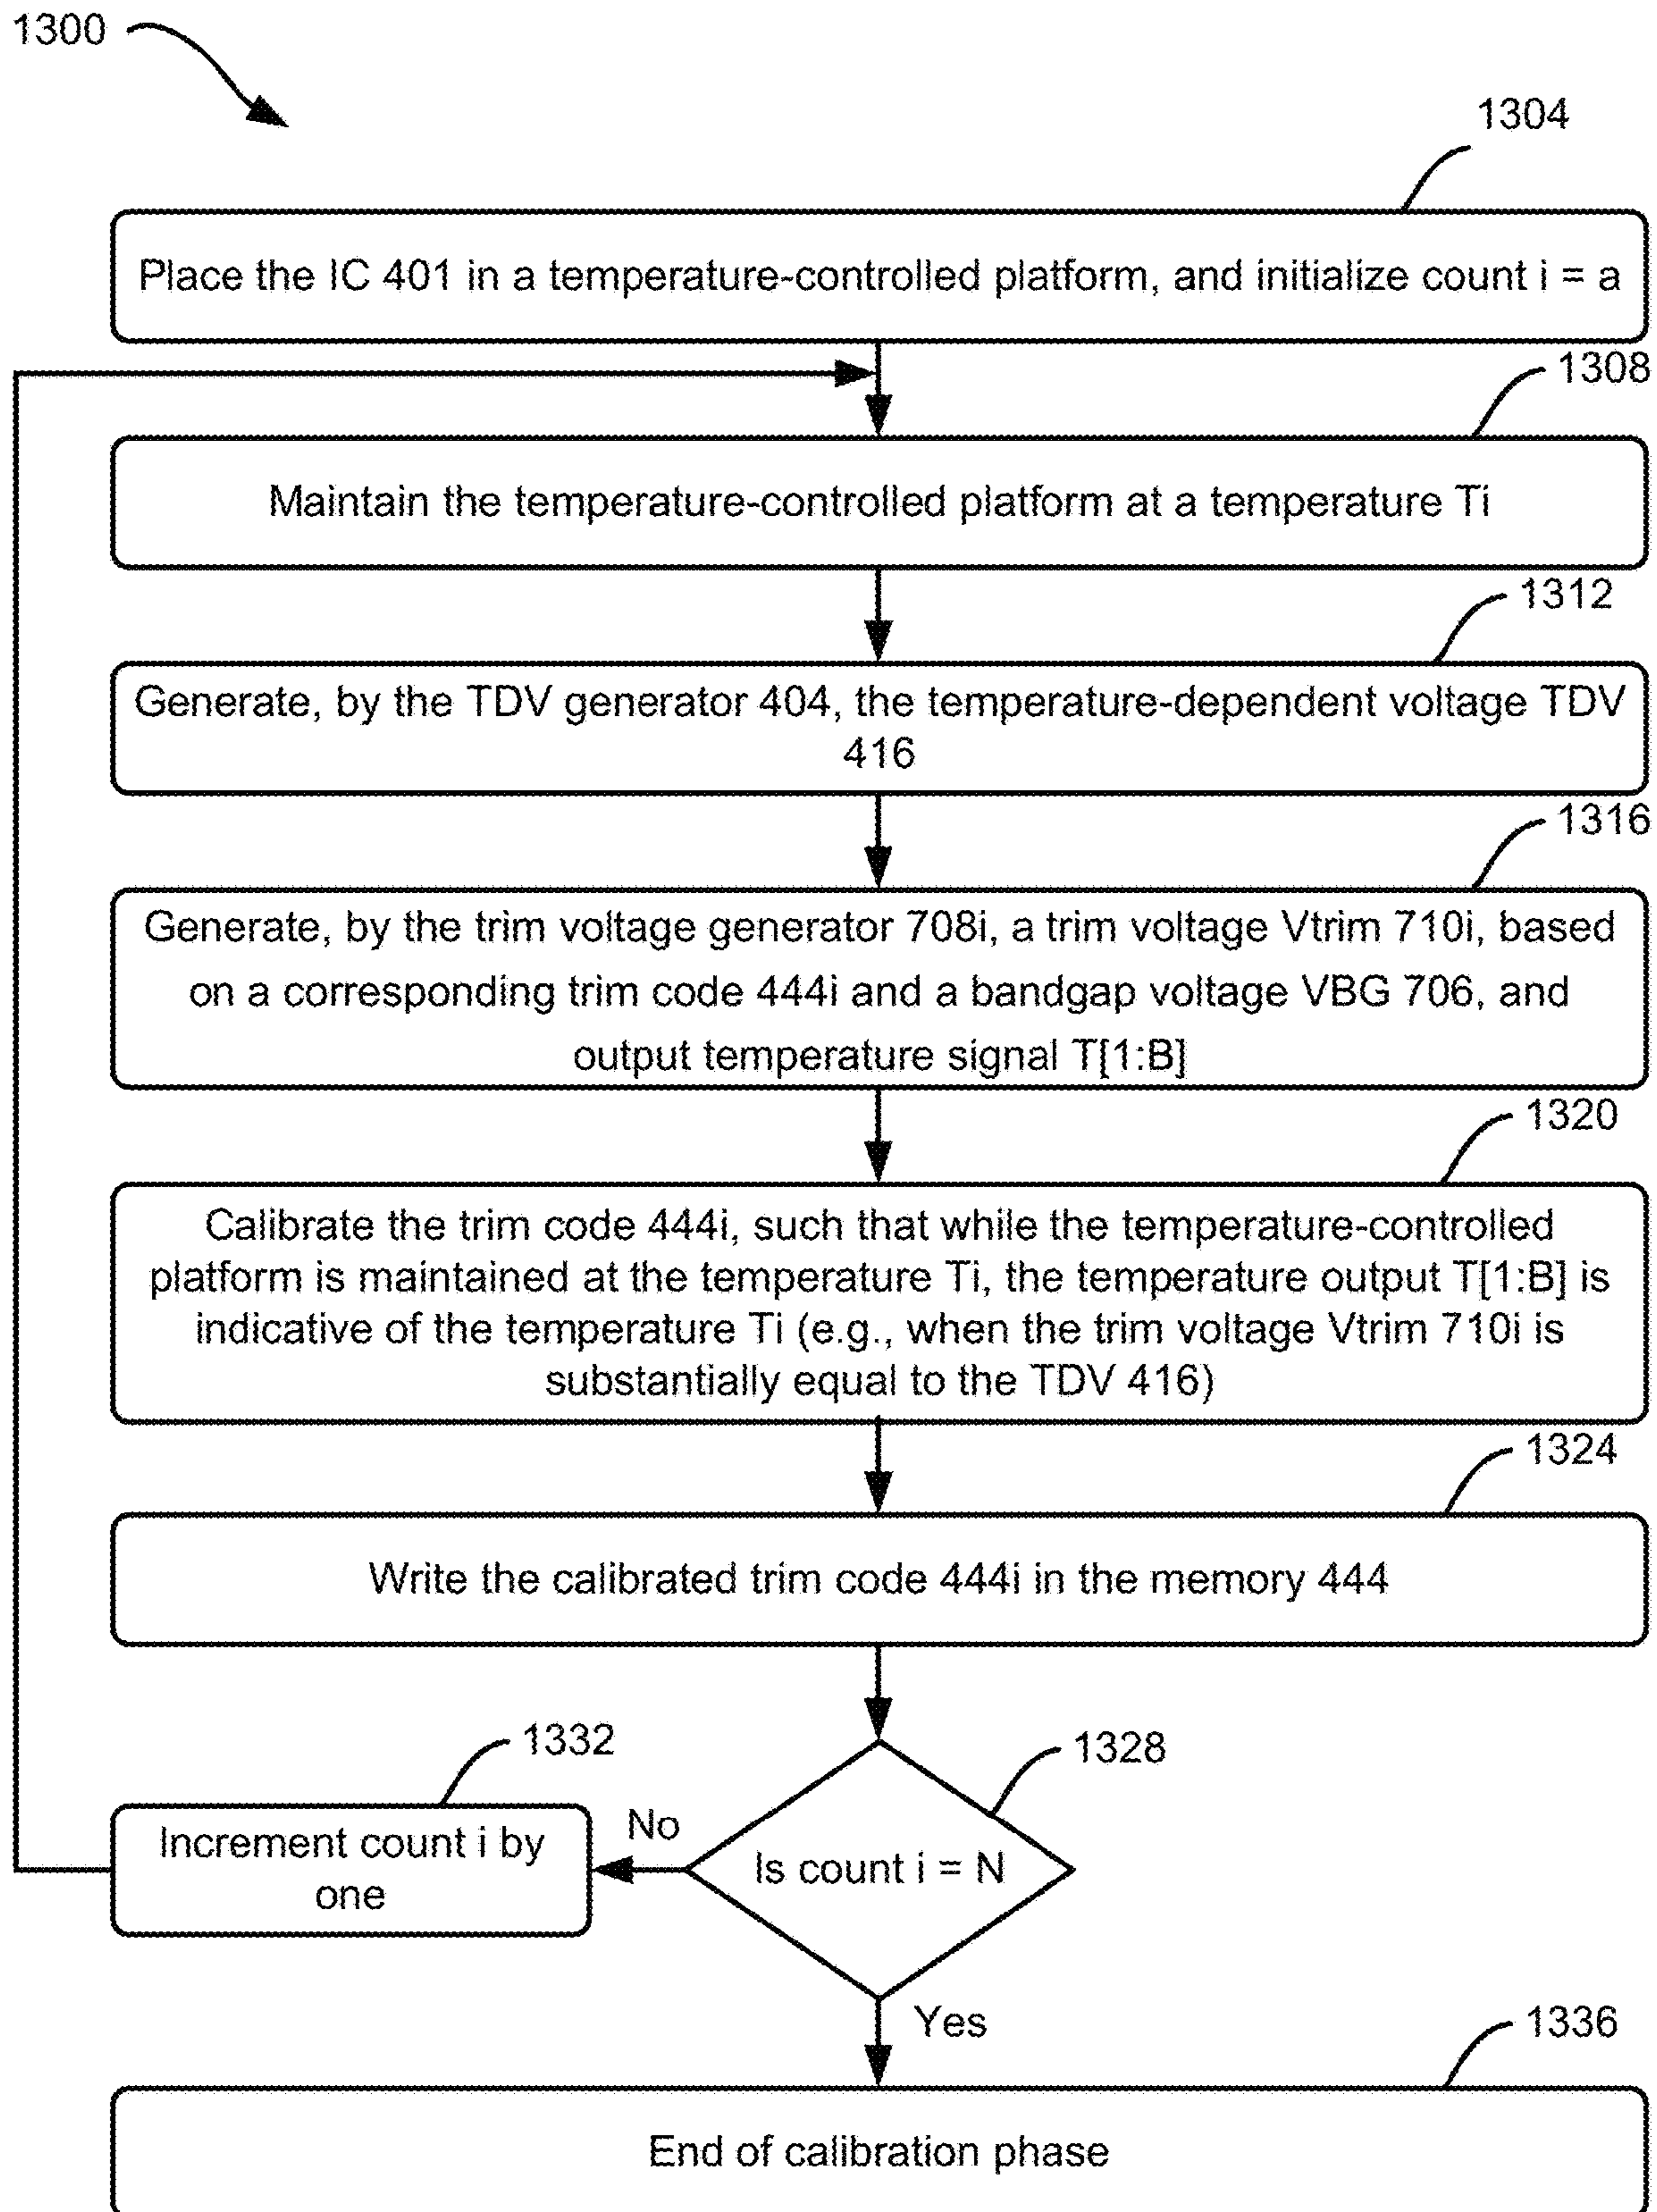 1300
1304
Place the IC 401 in a temperature-controlled platform, and initialize count i = a
1308
Maintain the temperature-controlled platform at a temperature Ti
1312
Generate, by the TDV generator 404, the temperature-dependent voltage TDV
416
1316
Generate, by the trim voltage generator 708i, a trim voltage Vtrim 710i, based
on a corresponding trim code 444i and a bandgap voltage VBG 706, and
output temperature signal T[1:B]
1320
Calibrate the trim code 444i, such that while the temperature-controlled
platform is maintained at the temperature Ti, the temperature output T[1:B] is
indicative of the temperature Ti (e.g., when the trim voltage Vtrim 710i is
substantially equal to the TDV 416)
1324
Write the calibrated trim code 444i in the memory 444
1332
1328
Increment count i by
one
No
Is count i = N
Yes
1336
End of calibration phase